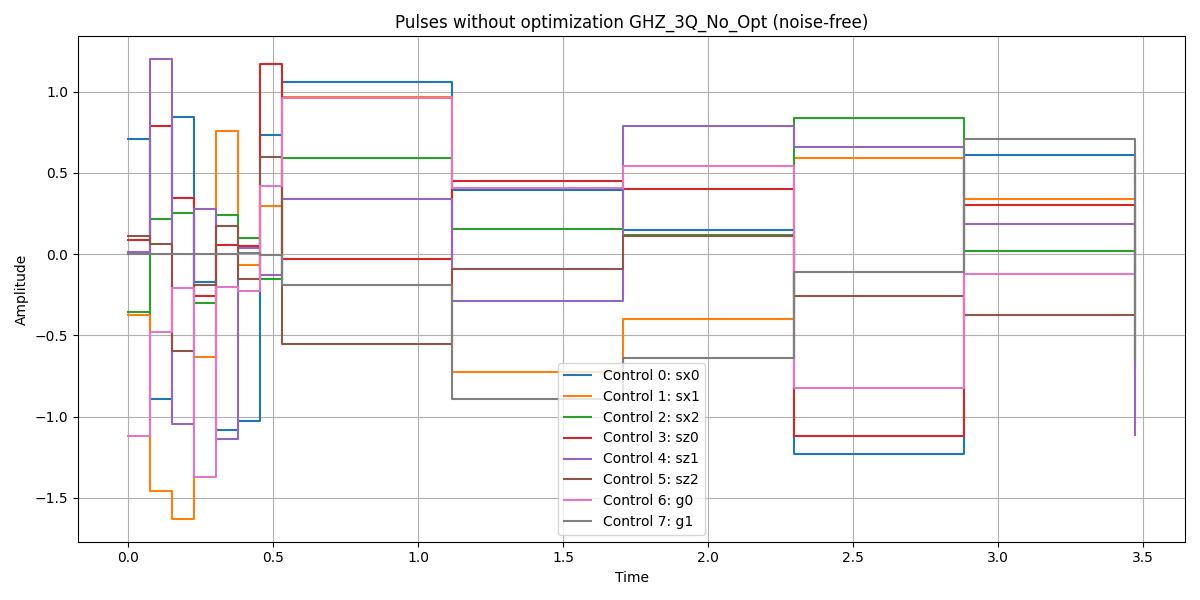 Pulses without optimization GHZ_3Q_No_Opt (noise-free)
1.0
0.5
0.0
−0.5
−1.0
−1.5
Amplitude
Control 0: sx0
Control 1: sx1
Control 2: sx2
Control 3: sz0
Control 4: sz1
Control 5: sz2
Control 6: g0
Control 7: g1
0.0 0.5 1.0 1.5 2.0 2.5 3.0 3.5
Time